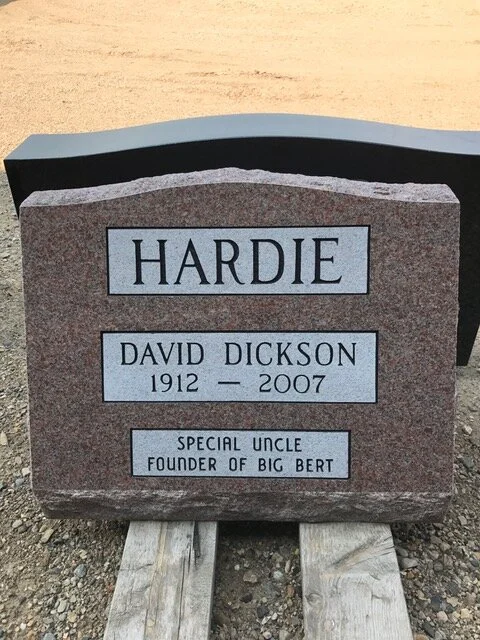 HARDIE
DAVID DICKSON
1912 — 2007
SPECIAL UNCLE
FOUNDER OF BIG BERT